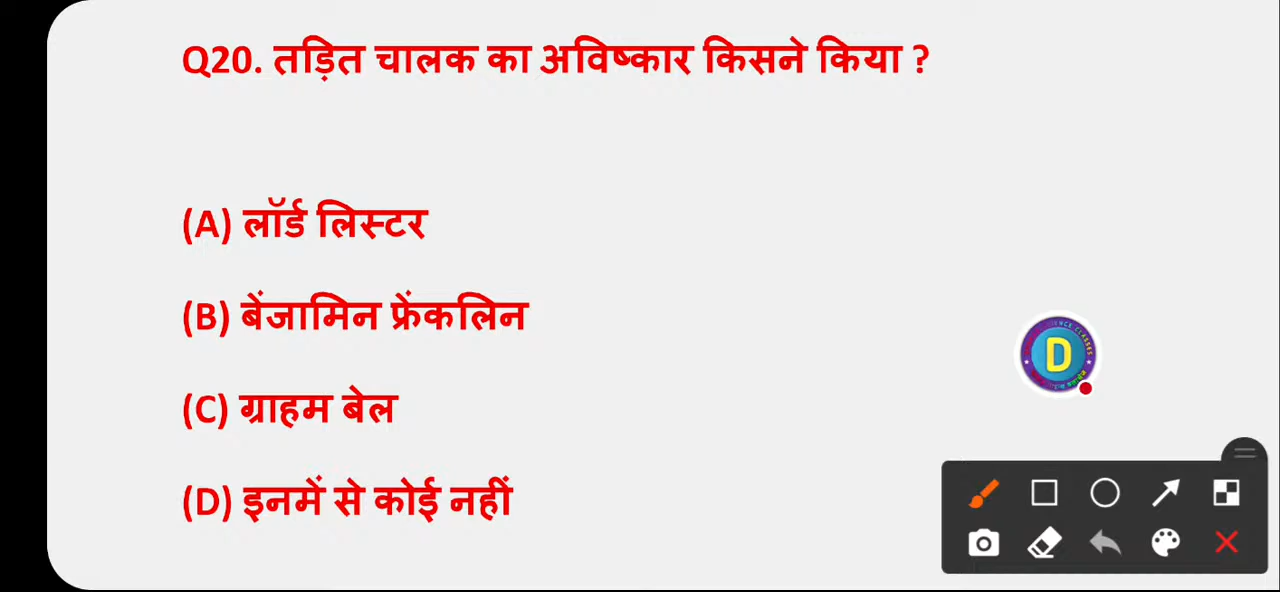 Q20. तड़ित चालक का अविष्कार किसने किया ?
(A) लॉर्ड लिस्टर
(B) बेंजामिन फ्रेंकलिन
(C) ग्राहम बेल
(D) इनमें से कोई नहीं
D